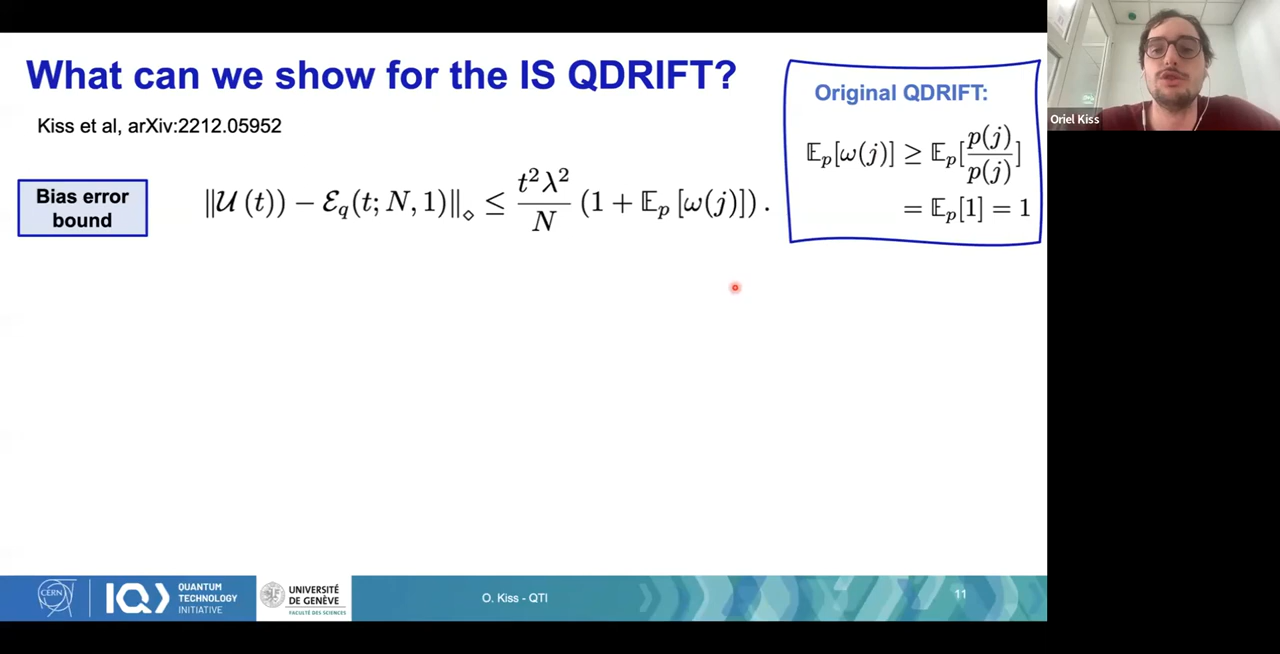 What can we show for the IS QDRIFT?
Kiss et al, arXiv:2212.05952
Bias error
bound
‖𝒰(t)) − ℰ_q(t; N, 1)‖_⋄ ≤ t²λ²/N (1 + 𝔼_p [ω(j)]).
Original QDRIFT:
𝔼_p[ω(j)] ≥ 𝔼_p[p(j)/p(j)]
= 𝔼_p[1] = 1
Oriel Kiss
CERN
QUANTUM
TECHNOLOGY
INITIATIVE
UNIVERSITÉ
DE GENÈVE
FACULTÉ DES SCIENCES
O. Kiss - QTI
11